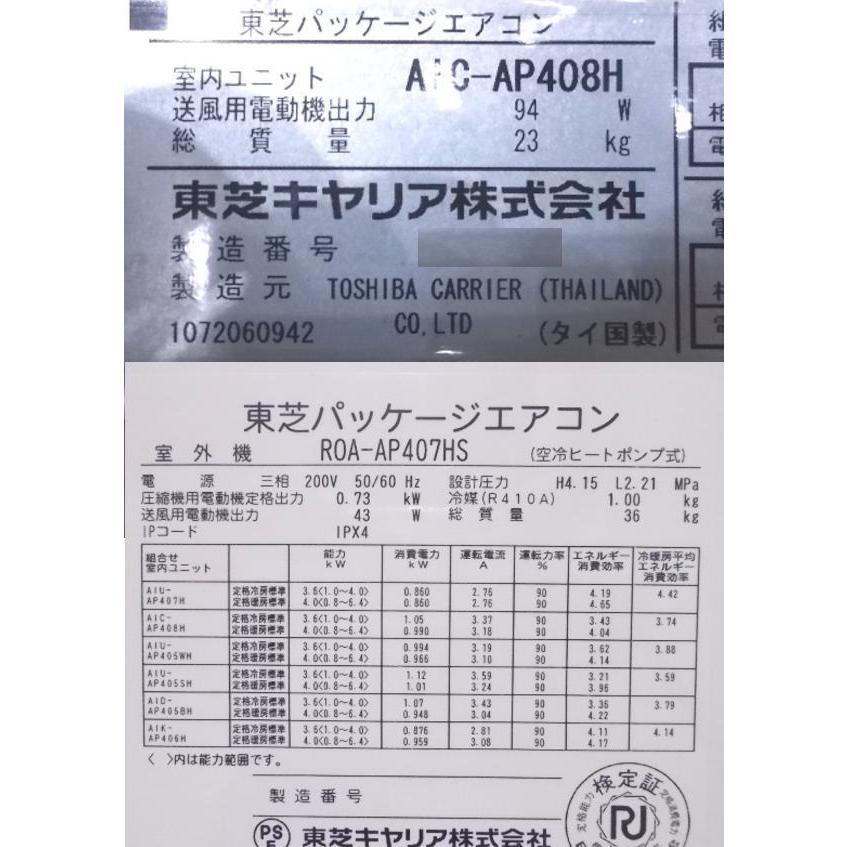 東芝パッケージエアコン
室内ユニット AIC-AP408H
送風用電動機出力 94 W
総質量 23 kg
東芝キヤリア株式会社
製造番号
製造元 TOSHIBA CARRIER (THAILAND)
CO.LTD
1072060942 (タイ国製)
東芝パッケージエアコン
室外機 ROA-AP407HS (空冷ヒートポンプ式)
電源 三相 200V 50/60 Hz 設計圧力 H4.15 L2.21 MPa
圧縮機用電動機定格出力 0.73 kW 冷媒(R410A) 1.00 kg
送風用電動機出力 43 W 総質量 36 kg
IPコード IPX4
組合せ室内ユニット 能力 kW 消費電力 kW 運転電流 A 運転力率 % エネルギー消費効率 冷暖房平均エネルギー消費効率
AIU-AP407H 定格冷房標準 3.6<1.0~4.0> 0.860 2.76 90 4.19 4.42
定格暖房標準 4.0<0.8~6.4> 0.860 2.76 90 4.65
AIC-AP408H 定格冷房標準 3.6<1.0~4.0> 1.05 3.37 90 3.43 3.74
定格暖房標準 4.0<0.8~6.4> 0.990 3.18 90 4.04
AIU-AP405WH 定格冷房標準 3.6<1.0~4.0> 0.994 3.19 90 3.62 3.88
定格暖房標準 4.0<0.8~6.4> 0.966 3.10 90 4.14
AIU-AP405SH 定格冷房標準 3.6<1.0~4.0> 1.12 3.59 90 3.21 3.59
定格暖房標準 4.0<0.8~6.4> 1.01 3.24 90 3.96
AID-AP405BH 定格冷房標準 3.6<1.0~4.0> 1.07 3.43 90 3.36 3.79
定格暖房標準 4.0<0.8~6.4> 0.948 3.04 90 4.22
AIK-AP406H 定格冷房標準 3.6<1.0~4.0> 0.876 2.81 90 4.11 4.14
定格暖房標準 4.0<0.8~6.4> 0.959 3.08 90 4.17
< >内は能力範囲です。
製造番号
検定証
PS E 東芝キヤリア株式会社